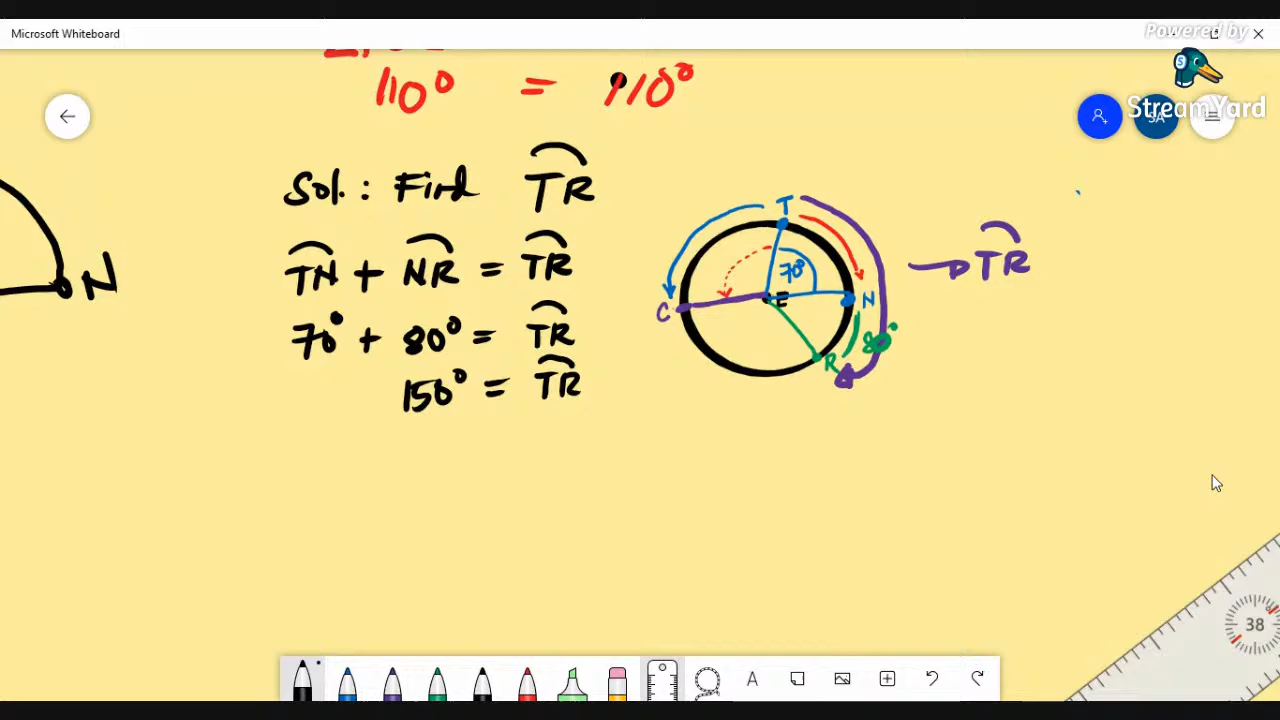 Microsoft Whiteboard
Powered by
StreamYard
S
SA
110° = 110°
Sol. : Find TR
TN + NR = TR
70° + 80° = TR
150° = TR
N
T
70°
C
E
N
R
80°
TR
A
38